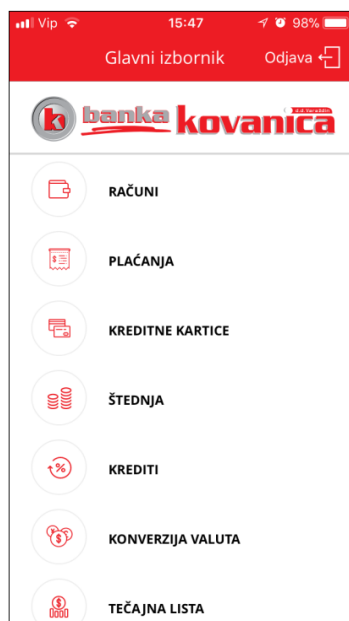 Vip 15:47 98%
Glavni izbornik Odjava
b banka kovanica
d.d. Varaždin
RAČUNI
PLAĆANJA
KREDITNE KARTICE
ŠTEDNJA
KREDITI
KONVERZIJA VALUTA
TEČAJNA LISTA